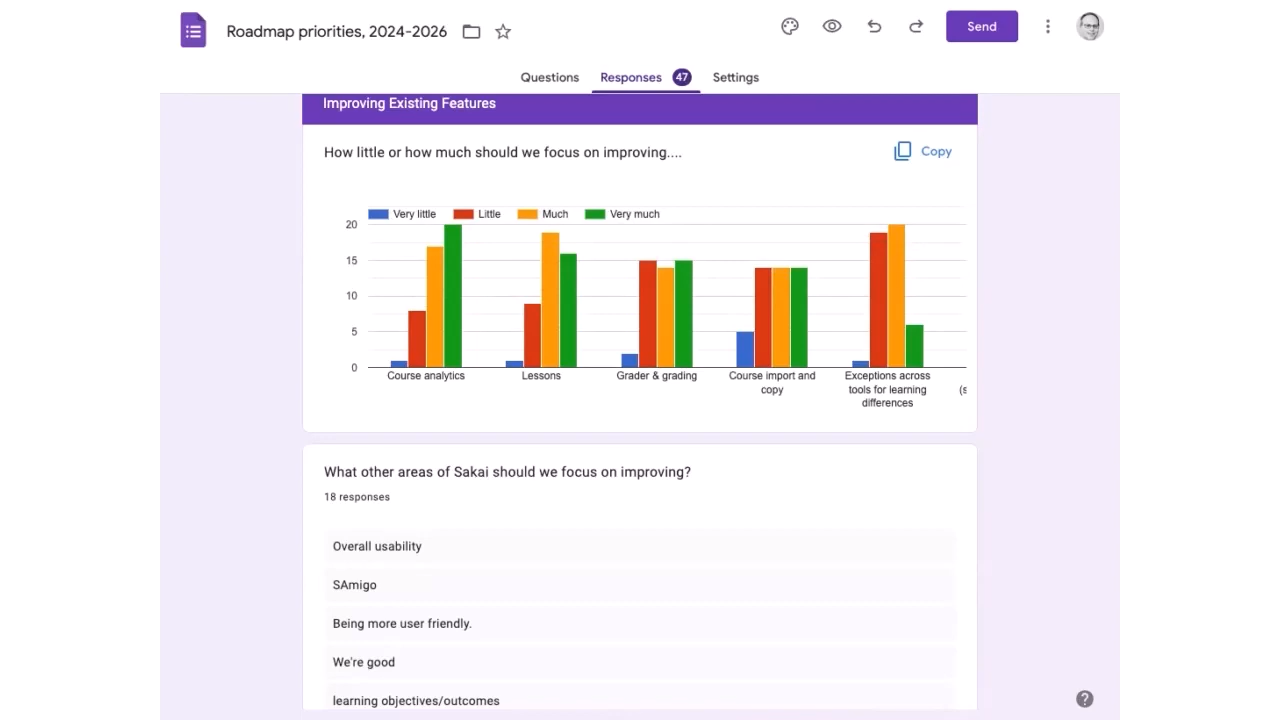 Roadmap priorities, 2024-2026
Send
Questions
Responses 47
Settings
Improving Existing Features
How little or how much should we focus on improving....
Copy
Very little
Little
Much
Very much
20
15
10
5
0
Course analytics
Lessons
Grader & grading
Course import and
copy
Exceptions across
tools for learning
differences
(s
What other areas of Sakai should we focus on improving?
18 responses
Overall usability
SAmigo
Being more user friendly.
We're good
learning objectives/outcomes